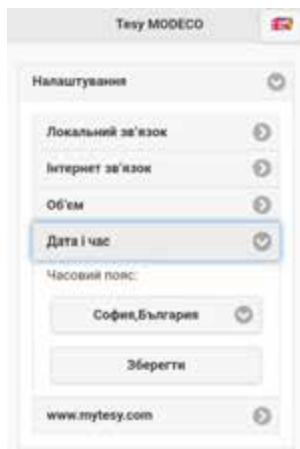 Tesy MODECO
Налаштування
Локальний зв'язок
Інтернет зв'язок
Об'єм
Дата і час
Часовий пояс:
София,България
Зберегти
www.mytesy.com